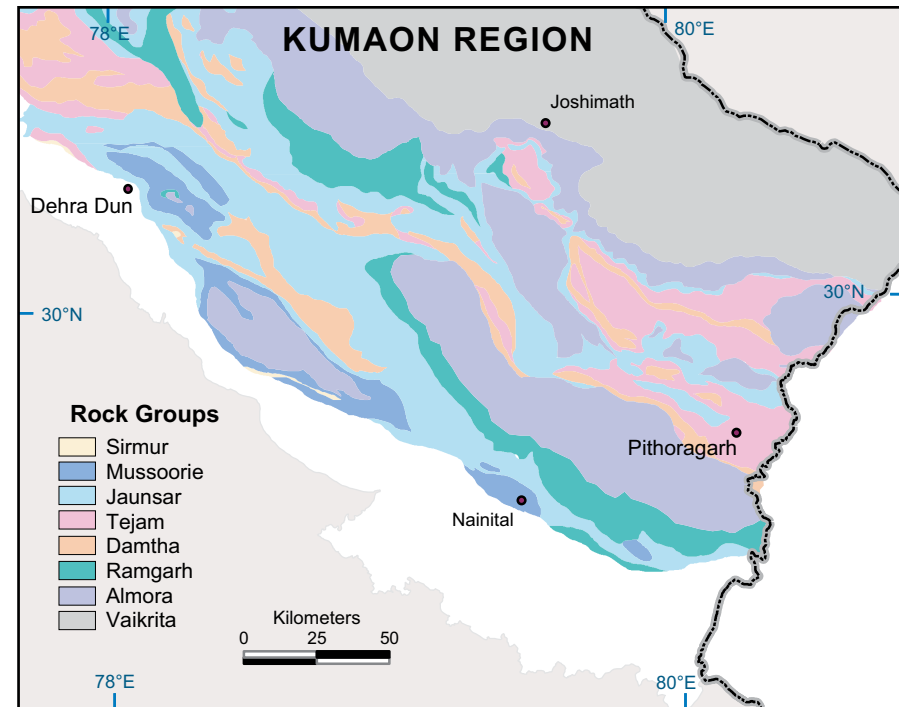 78°E
KUMAON REGION
80°E
Joshimath
Dehra Dun
30°N
30°N
Rock Groups
Sirmur
Mussoorie
Jaunsar
Tejam
Damtha
Ramgarh
Almora
Vaikrita
Pithoragarh
Nainital
Kilometers
0 25 50
78°E
80°E